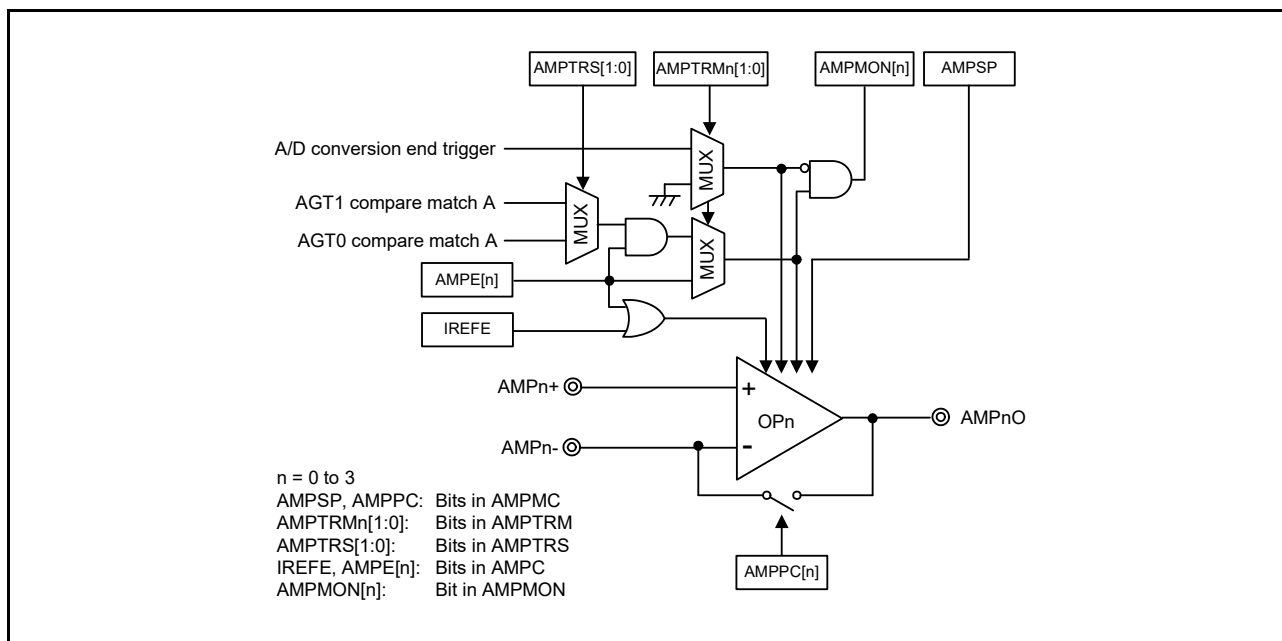 AMPTRS[1:0] AMPTRMn[1:0] AMPMON[n] AMPSP
A/D conversion end trigger
MUX
AGT1 compare match A
MUX
AGT0 compare match A
MUX
AMPE[n]
IREFE
AMPn+
+
OPn
AMPnO
AMPn-
-
n = 0 to 3
AMPSP, AMPPC: Bits in AMPMC
AMPTRMn[1:0]: Bits in AMPTRM
AMPTRS[1:0]: Bits in AMPTRS
IREFE, AMPE[n]: Bits in AMPC
AMPMON[n]: Bit in AMPMON
AMPPC[n]